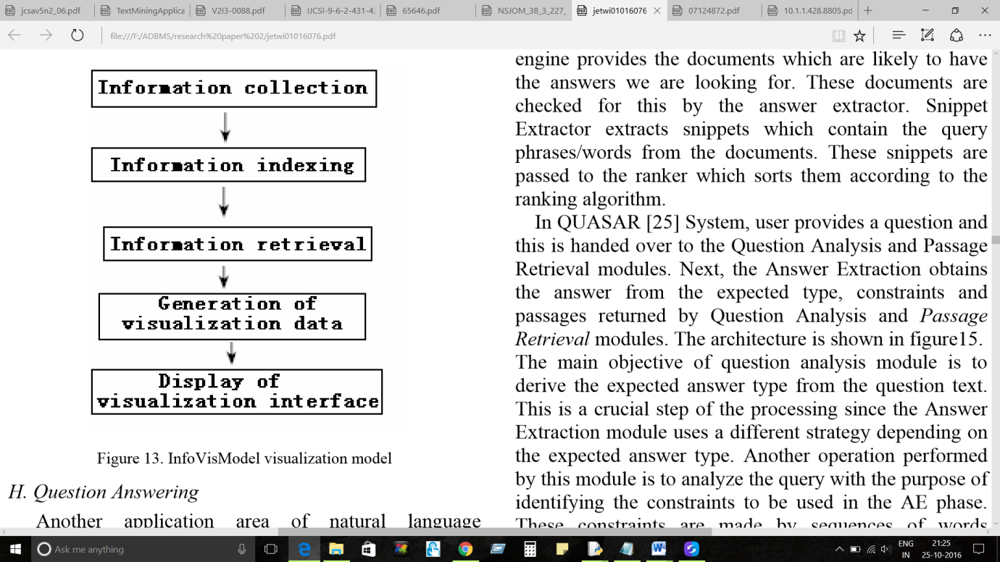 jcsav5n2_06.pdf
TextMiningApplica
V2I3-0088.pdf
IJCSI-9-6-2-431-43
65646.pdf
NSJOM_38_3_227_
jetwi01016076
07124872.pdf
10.1.1.428.8805.pd
file:///F:/ADBMS/research%20paper%202/jetwi01016076.pdf
Information collection
Information indexing
Information retrieval
Generation of
visualization data
Display of
visualization interface
Figure 13. InfoVisModel visualization model
H. Question Answering
Another application area of natural language
engine provides the documents which are likely to have
the answers we are looking for. These documents are
checked for this by the answer extractor. Snippet
Extractor extracts snippets which contain the query
phrases/words from the documents. These snippets are
passed to the ranker which sorts them according to the
ranking algorithm.
In QUASAR [25] System, user provides a question and
this is handed over to the Question Analysis and Passage
Retrieval modules. Next, the Answer Extraction obtains
the answer from the expected type, constraints and
passages returned by Question Analysis and Passage
Retrieval modules. The architecture is shown in figure15.
The main objective of question analysis module is to
derive the expected answer type from the question text.
This is a crucial step of the processing since the Answer
Extraction module uses a different strategy depending on
the expected answer type. Another operation performed
by this module is to analyze the query with the purpose of
identifying the constraints to be used in the AE phase.
These constraints are made by sequences of words
Ask me anything
ENG
IN
21:25
25-10-2016